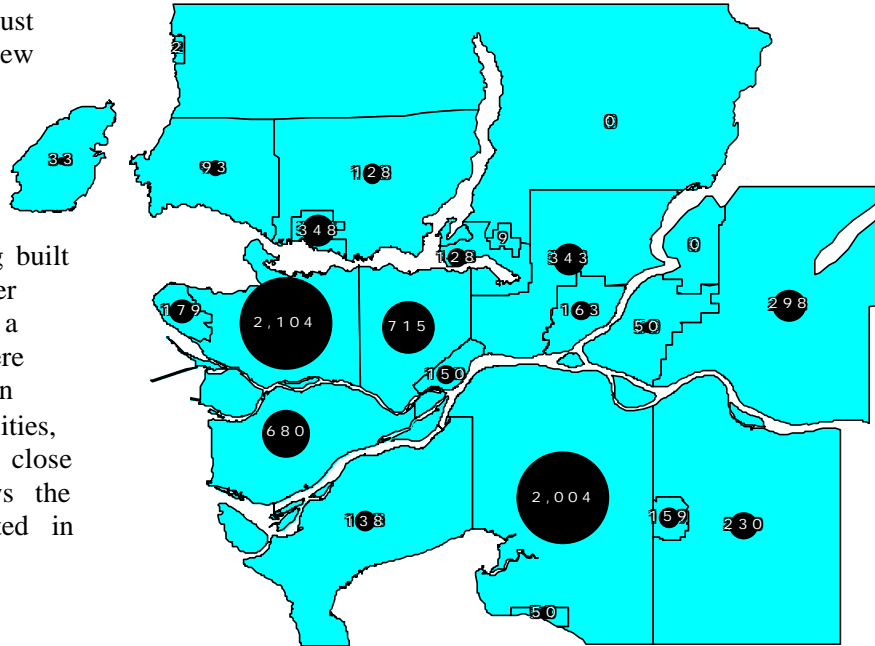 ust
ew
g built
er
a
ere
n
ities,
close
ys the
ted in
2
0
33
93
128
348
9
0
128
343
298
179
163
2,104
715
50
150
680
2,004
138
159
230
50